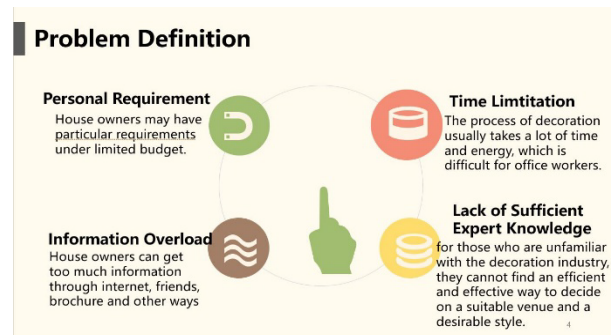 Problem Definition
Personal Requirement
House owners may have
particular requirements
under limited budget.
Time Limtitation
The process of decoration
usually takes a lot of time
and energy, which is
difficult for office workers.
Information Overload
House owners can get
too much information
through internet, friends,
brochure and other ways
Lack of Sufficient
Expert Knowledge
for those who are unfamiliar
with the decoration industry,
they cannot find an efficient
and effective way to decide
on a suitable venue and a
desirable style.
4